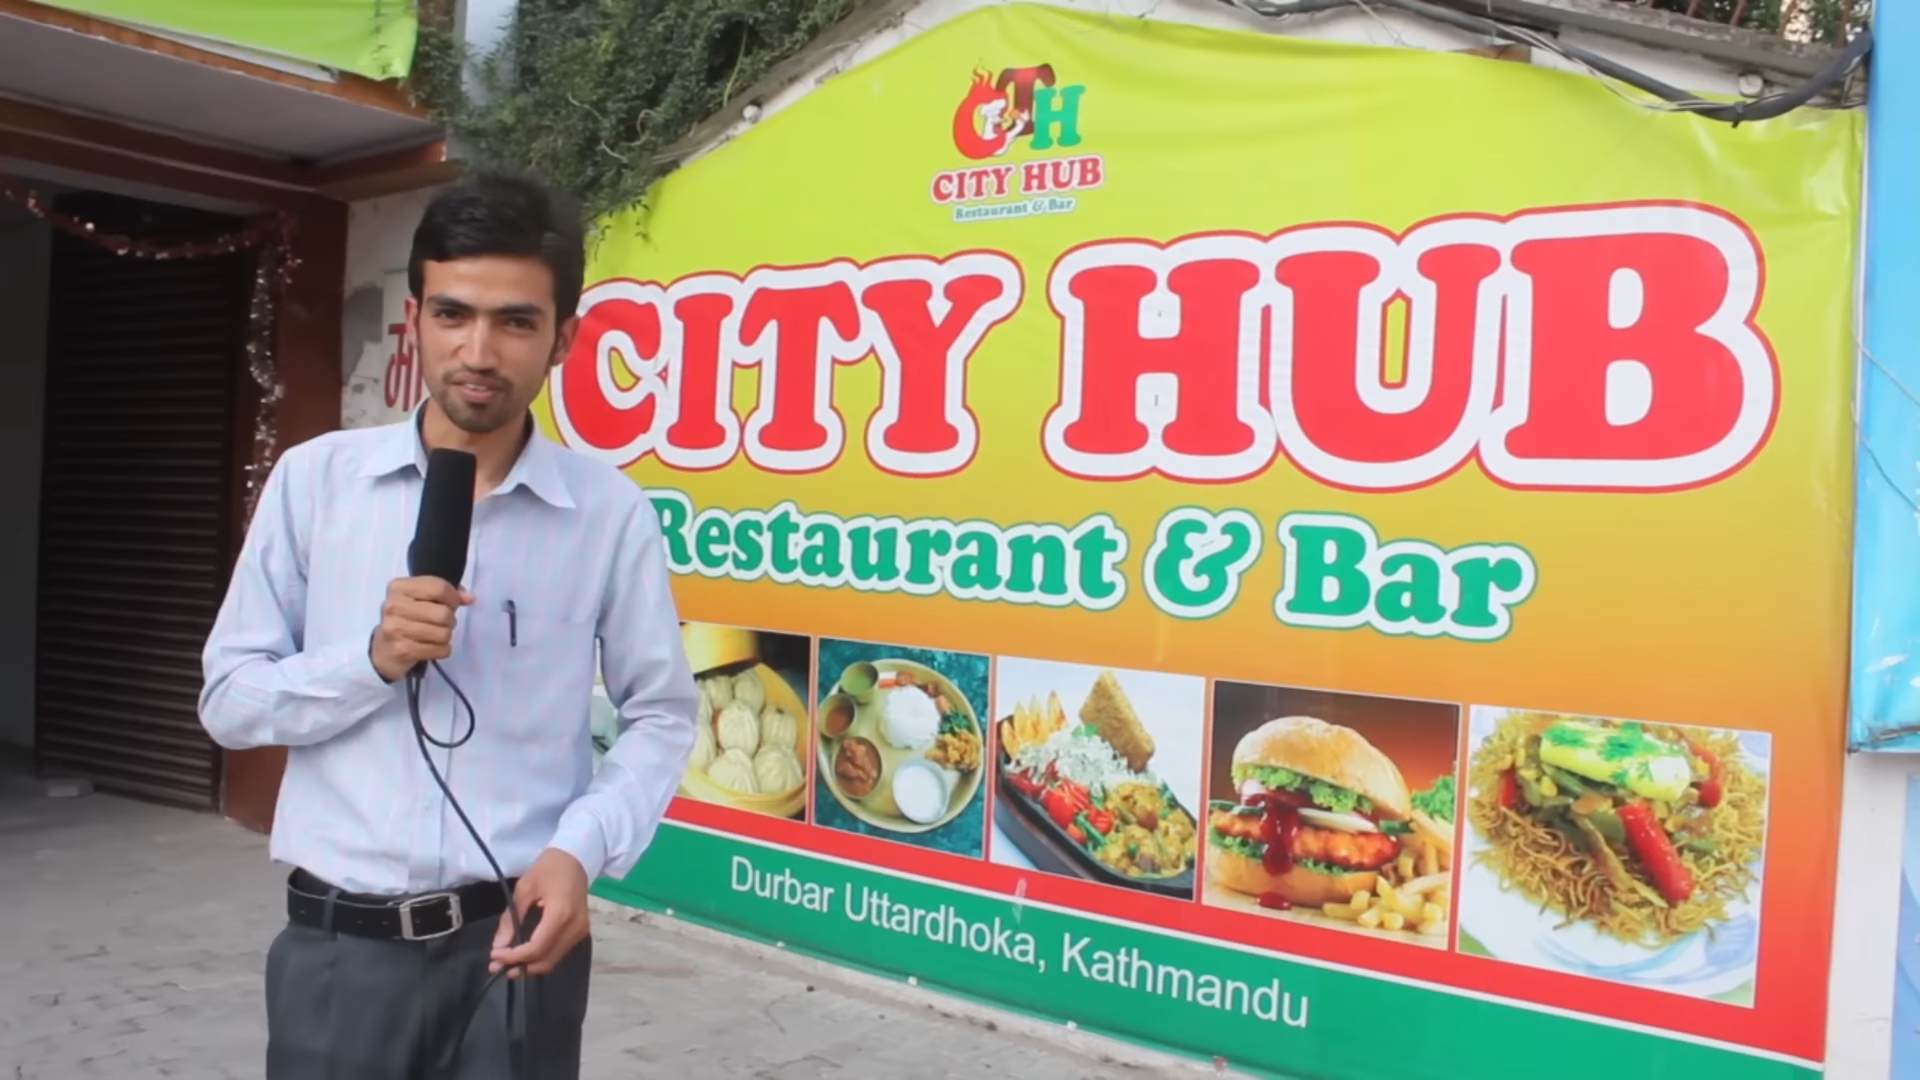 CTH
CITY HUB
Restaurant & Bar
CITY HUB
Restaurant & Bar
Durbar Uttardhoka, Kathmandu